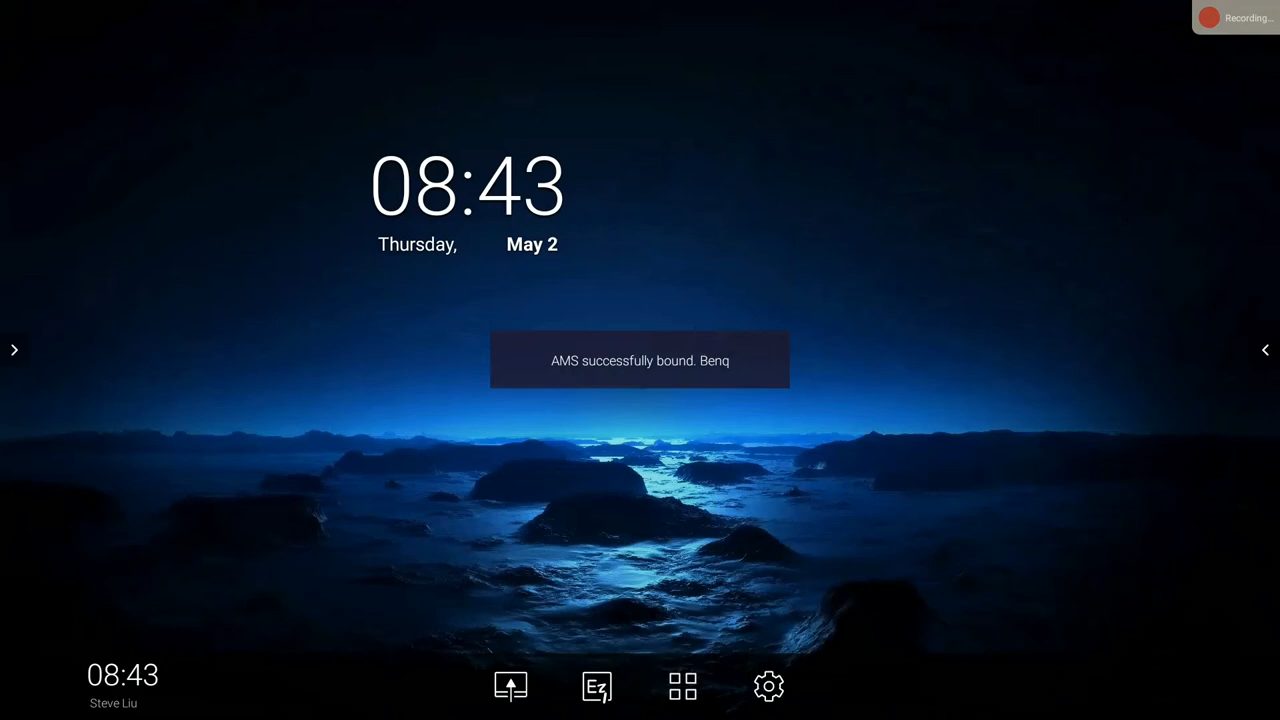 Recording...
08:43
Thursday, May 2
AMS successfully bound. Benq
08:43
Steve Liu